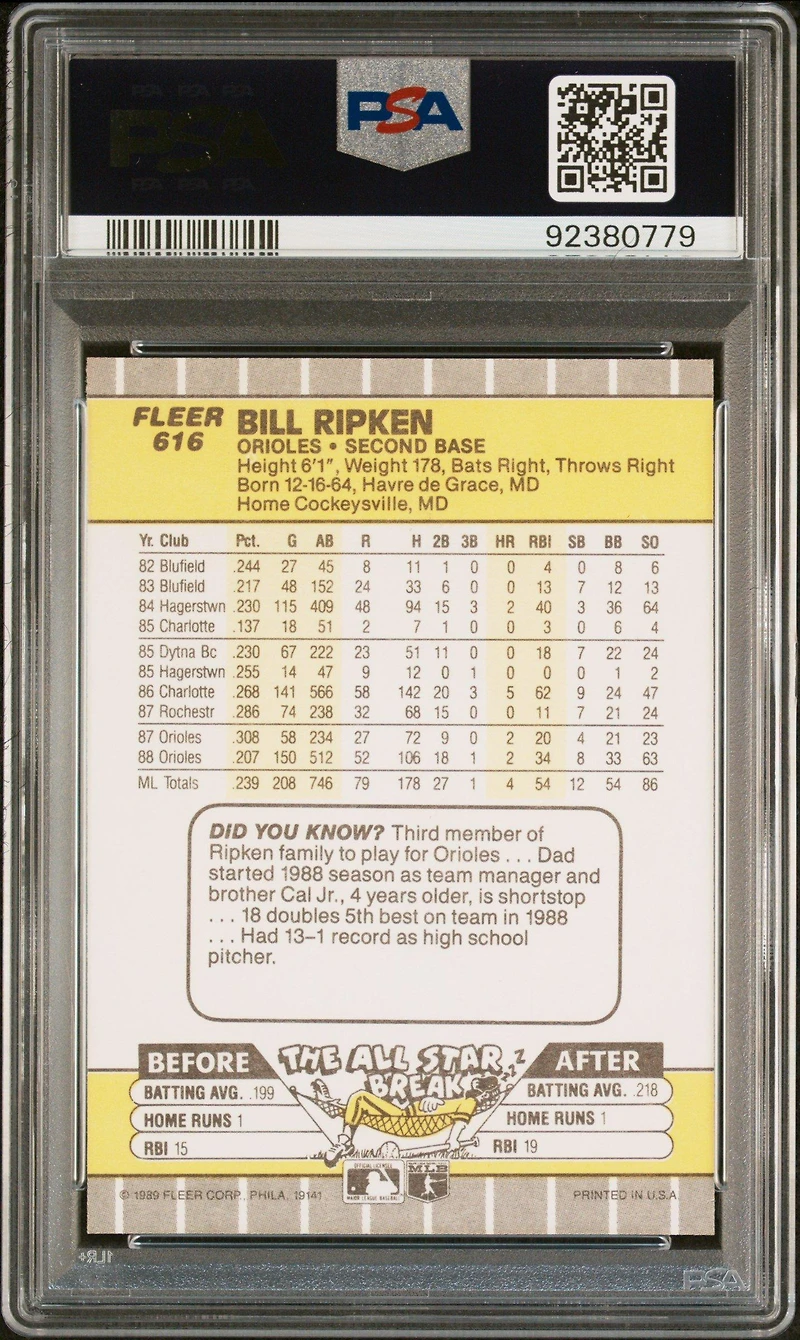 PSA PSA PSA
PSA
PSA PSA PSA
PSA
92380779
FLEER
616
BILL RIPKEN
ORIOLES • SECOND BASE
Height 6'1", Weight 178, Bats Right, Throws Right
Born 12-16-64, Havre de Grace, MD
Home Cockeysville, MD
Yr. Club Pct. G AB R H 2B 3B HR RBI SB BB SO
82 Blufield .244 27 45 8 11 1 0 0 4 0 8 6
83 Blufield .217 48 152 24 33 6 0 0 13 7 12 13
84 Hagerstwn .230 115 409 48 94 15 3 2 40 3 36 64
85 Charlotte .137 18 51 2 7 1 0 0 3 0 6 4
85 Dytna Bc .230 67 222 23 51 11 0 0 18 7 22 24
85 Hagerstwn .255 14 47 9 12 0 1 0 0 0 1 2
86 Charlotte .268 141 566 58 142 20 3 5 62 9 24 47
87 Rochestr .286 74 238 32 68 15 0 0 11 7 21 24
87 Orioles .308 58 234 27 72 9 0 2 20 4 21 23
88 Orioles .207 150 512 52 106 18 1 2 34 8 33 63
ML Totals .239 208 746 79 178 27 1 4 54 12 54 86
DID YOU KNOW? Third member of
Ripken family to play for Orioles . . . Dad
started 1988 season as team manager and
brother Cal Jr., 4 years older, is shortstop
. . . 18 doubles 5th best on team in 1988
. . . Had 13–1 record as high school
pitcher.
BEFORE
BATTING AVG. .199
HOME RUNS 1
RBI 15
THE ALL STAR
BREAK
ZZZZ
AFTER
BATTING AVG. .218
HOME RUNS 1
RBI 19
OFFICIAL LICENSEE
MAJOR LEAGUE BASEBALL
MLB
© 1989 FLEER CORP., PHILA, 19141
PRINTED IN U.S.A.
1LR+
PSA